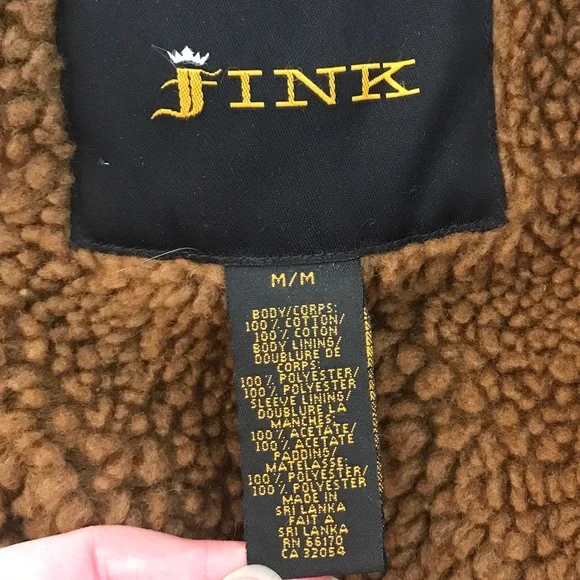 FINK
M/M
BODY/CORPS:
100% COTTON/
100% COTON
BODY LINING/
DOUBLURE DE
CORPS:
100% POLYESTER/
100% POLYESTER
SLEEVE LINING/
DOUBLURE LA
MANCHES:
100% ACETATE/
100% ACETATE
PADDING/
MATELASSE:
100% POLYESTER/
100% POLYESTER
MADE IN
SRI LANKA
FAIT A
SRI LANKA
RN 66170
CA 32054